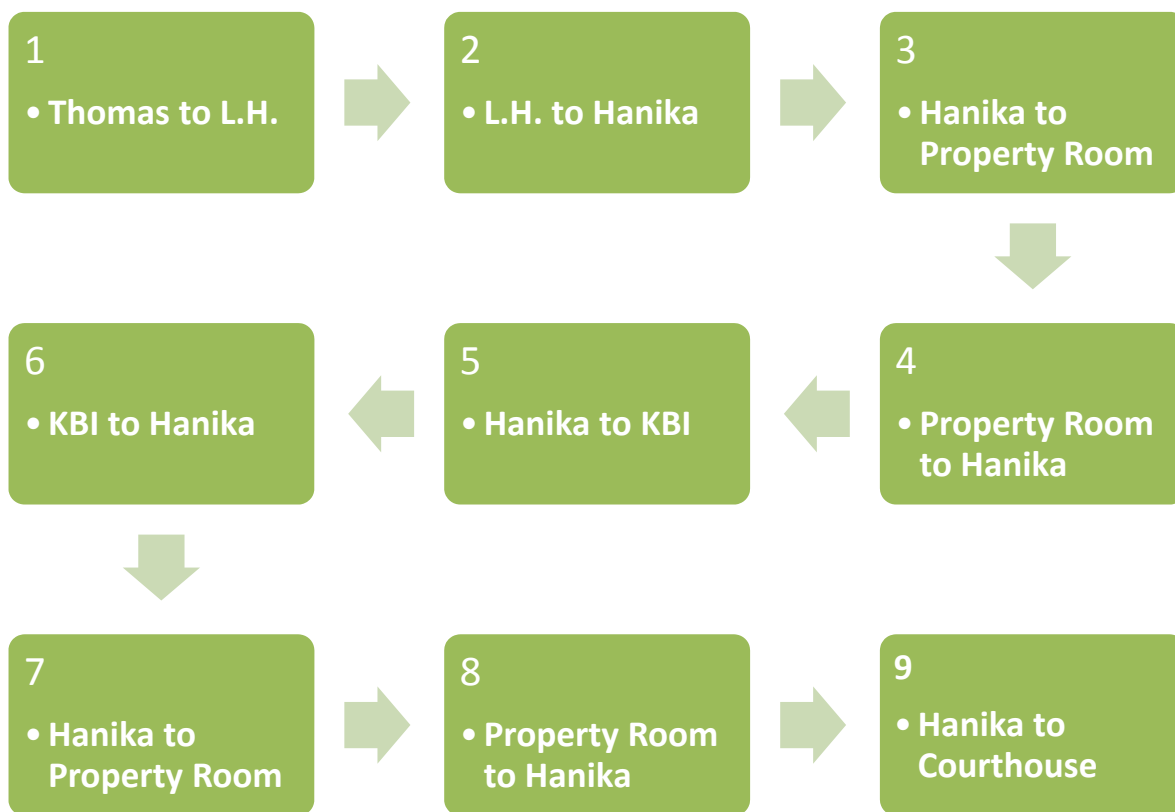 1
• Thomas to L.H.
2
• L.H. to Hanika
3
• Hanika to
Property Room
4
• Property Room
to Hanika
5
• Hanika to KBI
6
• KBI to Hanika
7
• Hanika to
Property Room
8
• Property Room
to Hanika
9
• Hanika to
Courthouse